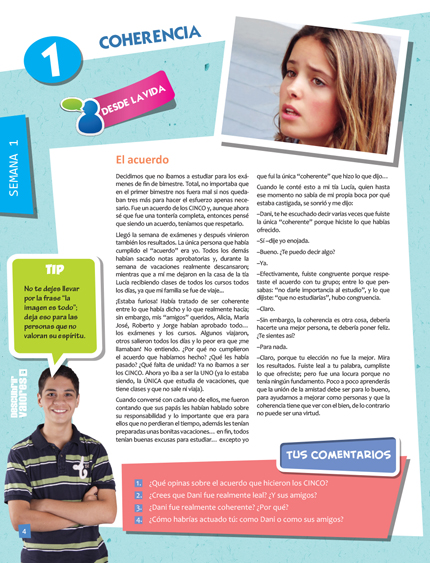 1
COHERENCIA
DESDE LA VIDA
SEMANA 1
El acuerdo
Decidimos que no íbamos a estudiar para los exá-
menes de fin de bimestre. Total, no importaba que
en el primer bimestre nos fuera mal si nos queda-
ban tres más para hacer el esfuerzo apenas nece-
sario. Fue un acuerdo de los CINCO y, aunque ahora
sé que fue una tontería completa, entonces pensé
que siendo un acuerdo, teníamos que respetarlo.
Llegó la semana de exámenes y después vinieron
también los resultados. La única persona que había
cumplido el “acuerdo” era yo. Todos los demás
habían sacado notas aprobatorias y, durante la
semana de vacaciones realmente descansaron;
mientras que a mí me dejaron en la casa de la tía
Lucía recibiendo clases de todos los cursos todos
los días, ya que mi familia se fue de viaje...
¡Estaba furiosa! Había tratado de ser coherente
entre lo que había dicho y lo que realmente hacía;
sin embargo, mis “amigos” queridos, Alicia, María
José, Roberto y Jorge habían aprobado todo...
los exámenes y los cursos. Algunos viajaron,
otros salieron todos los días y lo peor era que ¡me
llamaban! No entiendo. ¿Por qué no cumplieron
el acuerdo que habíamos hecho? ¿Qué les había
pasado? ¿Qué falta de unidad? Ya no íbamos a ser
los CINCO. Ahora yo iba a ser la UNO (ya lo estaba
siendo, la ÚNICA que estudia de vacaciones, que
tiene clases y que no sale ni viaja).
Cuando conversé con cada uno de ellos, me fueron
contando que sus papás les habían hablado sobre
su responsabilidad y lo importante que era para
ellos que no perdieran el tiempo, además les tenían
preparadas unas bonitas vacaciones... en fin, todos
tenían buenas excusas para estudiar... excepto yo
que fui la única “coherente” que hizo lo que dijo...
Cuando le conté esto a mi tía Lucía, quien hasta
ese momento no sabía de mi propia boca por qué
estaba castigada, se sonrió y me dijo:
–Dani, te he escuchado decir varias veces que fuiste
la única “coherente” porque hiciste lo que habías
ofrecido.
–Sí –dije yo enojada.
–Bueno. ¿Te puedo decir algo?
–Ya.
–Efectivamente, fuiste congruente porque respe-
taste el acuerdo con tu grupo; entre lo que pen-
sabas: “no darle importancia al estudio”, y lo que
dijiste: “que no estudiarías”, hubo congruencia.
–Claro.
–Sin embargo, la coherencia es otra cosa, debería
hacerte una mejor persona, te debería poner feliz.
¿Te sientes así?
–Para nada.
–Claro, porque tu elección no fue la mejor. Mira
los resultados. Fuiste leal a tu palabra, cumpliste
lo que ofreciste; pero fue una locura porque no
tenía ningún fundamento. Poco a poco aprenderás
que la unión de la amistad debe ser para lo bueno,
para ayudarnos a mejorar como personas y que la
coherencia tiene que ver con el bien, de lo contrario
no puede ser una virtud.
TIP
No te dejes llevar
por la frase “la
imagen es todo”;
deja eso para las
personas que no
valoran su espíritu.
DESCUBRIR
VALORES 4
TUS COMENTARIOS
1. ¿Qué opinas sobre el acuerdo que hicieron los CINCO?
2. ¿Crees que Dani fue realmente leal? ¿Y sus amigos?
3. ¿Dani fue realmente coherente? ¿Por qué?
4. ¿Cómo habrías actuado tú: como Dani o como sus amigos?
4